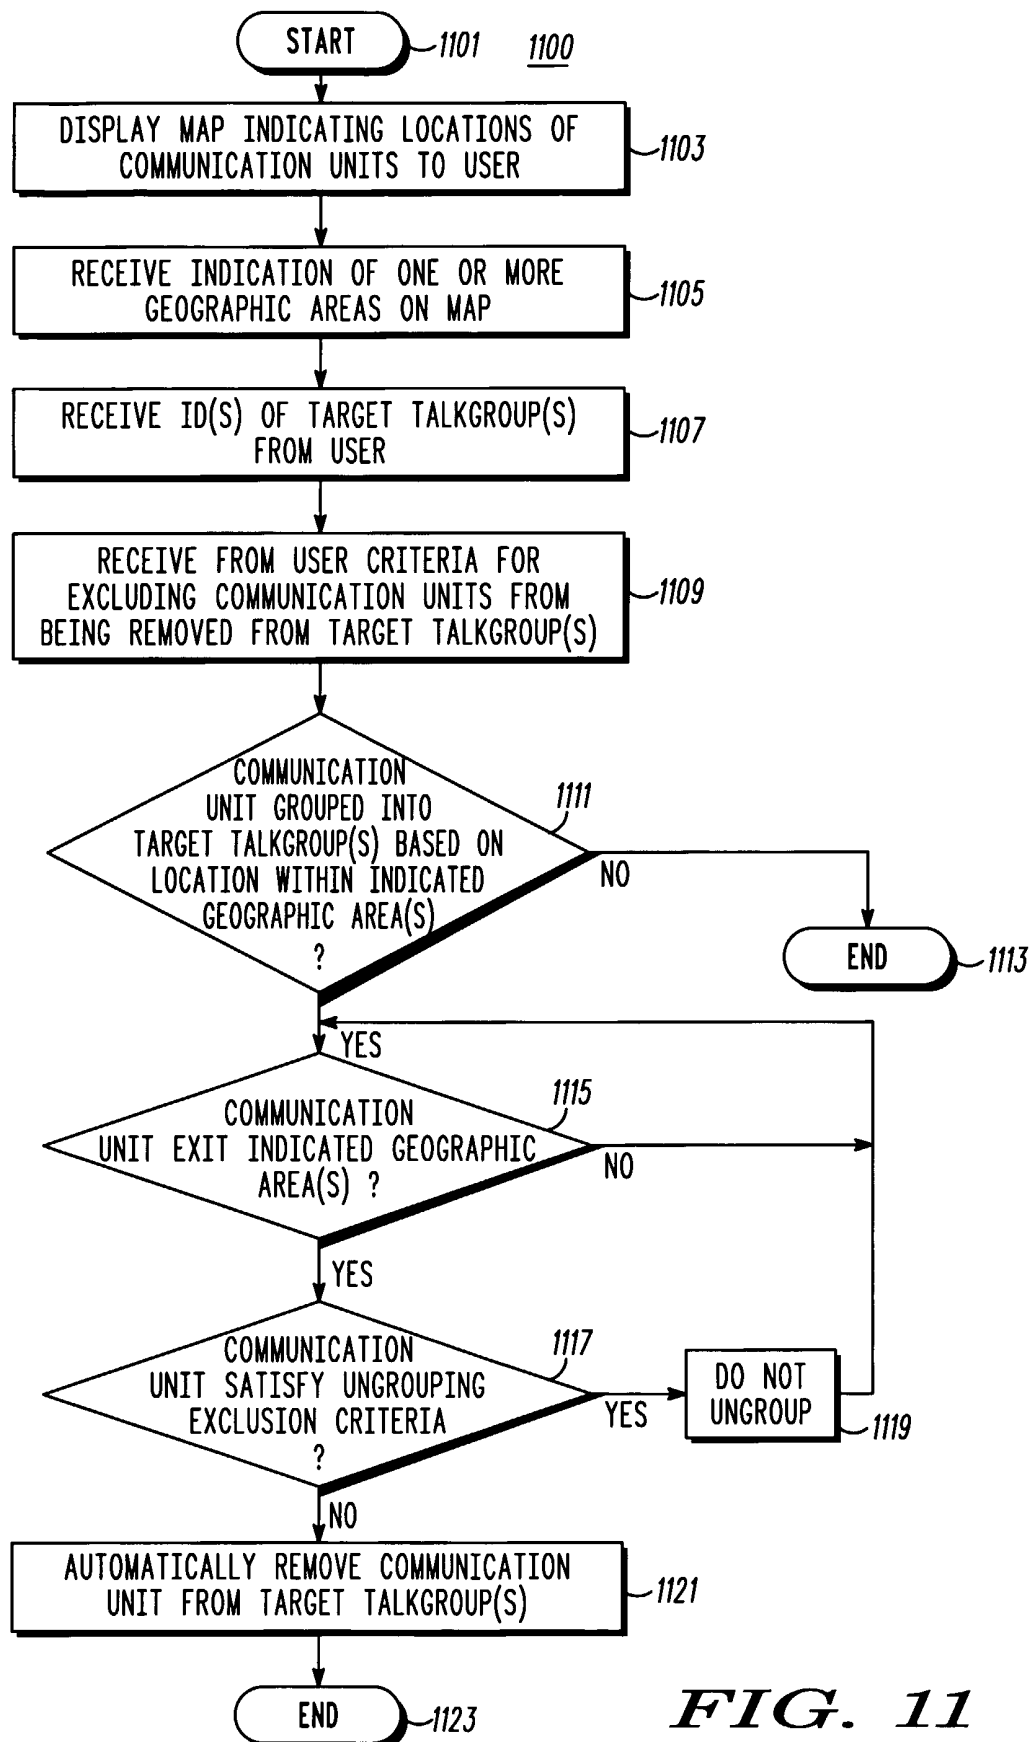 START
1101
1100
DISPLAY MAP INDICATING LOCATIONS OF
COMMUNICATION UNITS TO USER
1103
RECEIVE INDICATION OF ONE OR MORE
GEOGRAPHIC AREAS ON MAP
1105
RECEIVE ID(S) OF TARGET TALKGROUP(S)
FROM USER
1107
RECEIVE FROM USER CRITERIA FOR
EXCLUDING COMMUNICATION UNITS FROM
BEING REMOVED FROM TARGET TALKGROUP(S)
1109
COMMUNICATION
UNIT GROUPED INTO
TARGET TALKGROUP(S) BASED ON
LOCATION WITHIN INDICATED
GEOGRAPHIC AREA(S)
?
1111
NO
END
1113
YES
COMMUNICATION
UNIT EXIT INDICATED GEOGRAPHIC
AREA(S) ?
1115
NO
YES
COMMUNICATION
UNIT SATISFY UNGROUPING
EXCLUSION CRITERIA
?
1117
YES
DO NOT
UNGROUP
1119
NO
AUTOMATICALLY REMOVE COMMUNICATION
UNIT FROM TARGET TALKGROUP(S)
1121
END
1123
FIG. 11